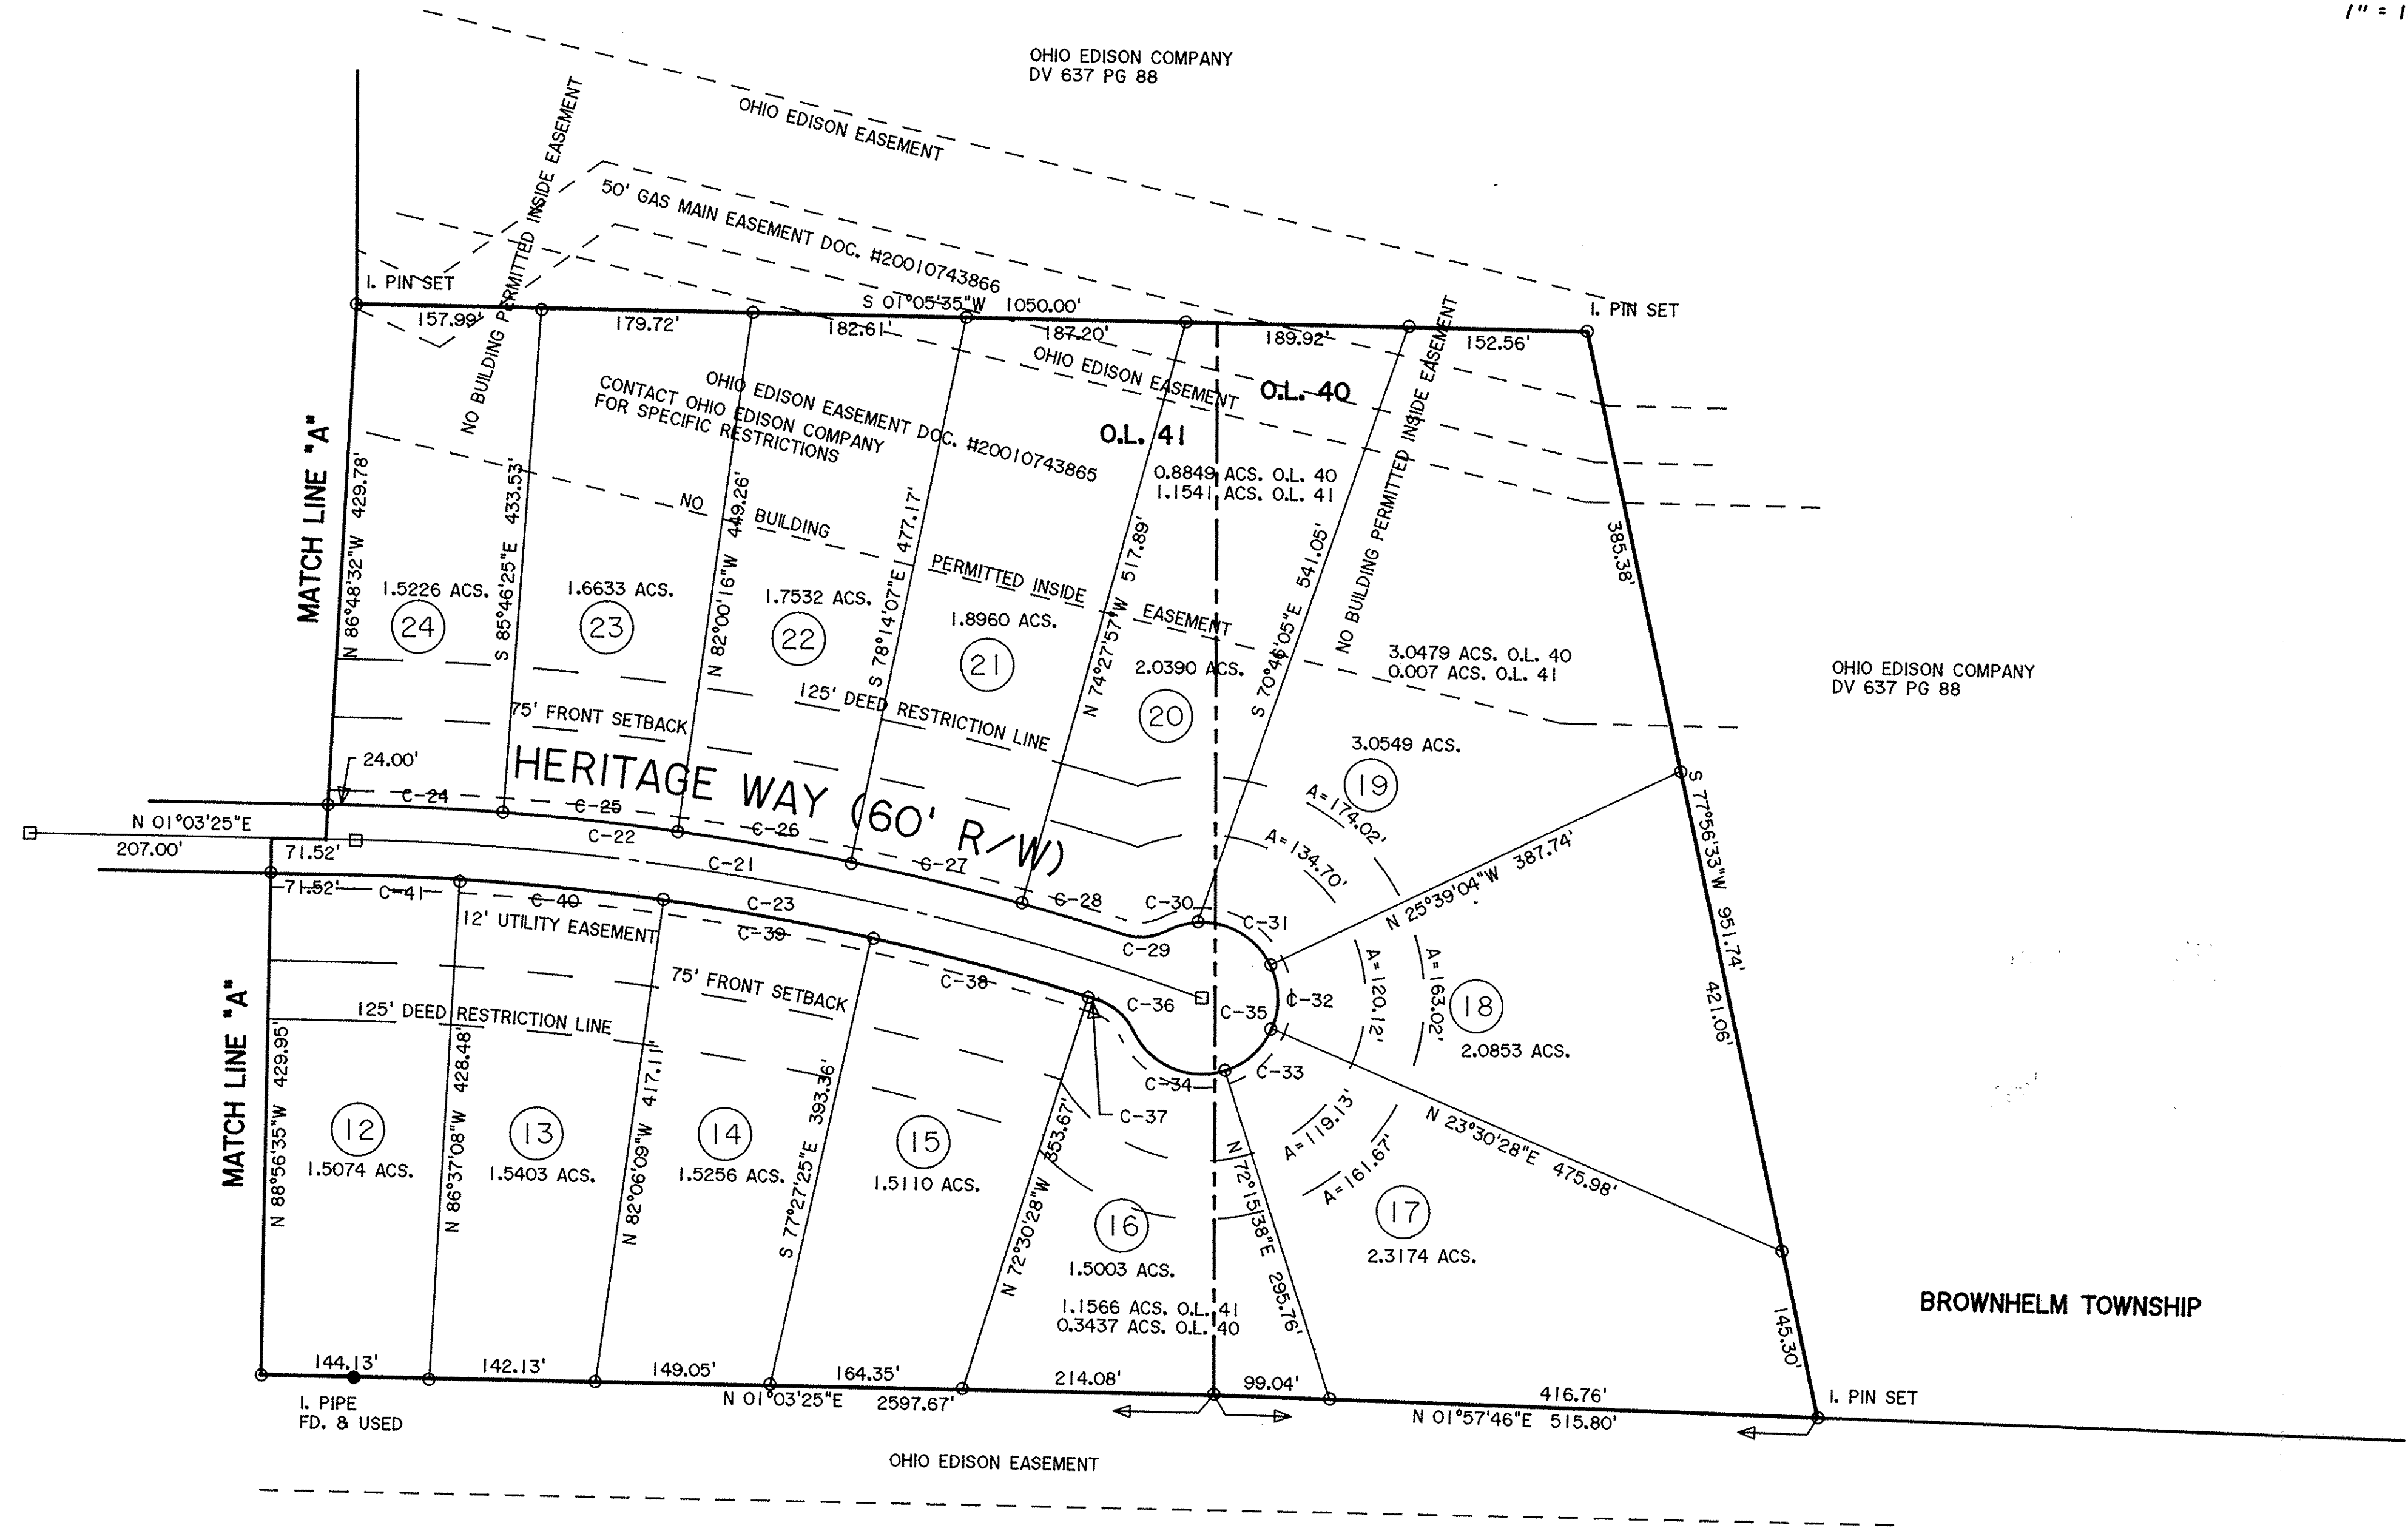 1" = 1
OHIO EDISON COMPANY
DV 637 PG 88
OHIO EDISON EASEMENT
NO BUILDING PERMITTED INSIDE EASEMENT
50' GAS MAIN EASEMENT DOC. #20010743866
I. PIN SET
S 01°05'35"W 1050.00'
I. PIN SET
157.99'
179.72'
182.61'
187.20'
189.92'
152.56'
OHIO EDISON EASEMENT
O.L. 40
O.L. 41
OHIO EDISON EASEMENT DOC. #20010743865
CONTACT OHIO EDISON COMPANY
FOR SPECIFIC RESTRICTIONS
NO BUILDING PERMITTED INSIDE EASEMENT
NO BUILDING PERMITTED INSIDE EASEMENT
0.8849 ACS. O.L. 40
1.1541 ACS. O.L. 41
MATCH LINE "A"
N 86°48'32"W 429.78'
S 85°46'25"E 433.53'
N 82°00'16"W 449.26'
S 78°14'07"E 477.17'
N 74°27'57"W 517.89'
S 70°46'05"E 541.05'
385.38'
1.5226 ACS.
24
1.6633 ACS.
23
1.7532 ACS.
22
1.8960 ACS.
21
2.0390 ACS.
20
3.0479 ACS. O.L. 40
0.007 ACS. O.L. 41
3.0549 ACS.
19
OHIO EDISON COMPANY
DV 637 PG 88
125' DEED RESTRICTION LINE
75' FRONT SETBACK
24.00'
HERITAGE WAY (60' R/W)
C-24
C-25
C-26
C-27
C-28
C-22
C-21
C-23
C-29
C-30
C-31
C-32
C-33
C-34
C-35
C-36
C-37
C-38
C-39
C-40
C-41
N 01°03'25"E
207.00'
71.52'
71.52'
A=174.02'
A=134.70'
N 25°39'04"W 387.74'
S 77°56'33"W 951.74'
421.06'
A=120.12'
A=163.02'
18
2.0853 ACS.
12' UTILITY EASEMENT
75' FRONT SETBACK
125' DEED RESTRICTION LINE
MATCH LINE "A"
N 88°56'35"W 429.95'
N 86°37'08"W 428.48'
N 82°06'09"W 417.11'
S 77°27'25"E 393.36'
N 72°30'28"W 353.67'
N 72°15'38"E 295.76'
N 23°30'28"E 475.98'
A=119.13'
A=161.67'
12
1.5074 ACS.
13
1.5403 ACS.
14
1.5256 ACS.
15
1.5110 ACS.
16
1.5003 ACS.
1.1566 ACS. O.L. 41
0.3437 ACS. O.L. 40
17
2.3174 ACS.
BROWNHELM TOWNSHIP
145.30'
144.13'
142.13'
149.05'
164.35'
214.08'
99.04'
416.76'
I. PIN SET
N 01°03'25"E 2597.67'
N 01°57'46"E 515.80'
I. PIPE
FD. & USED
OHIO EDISON EASEMENT